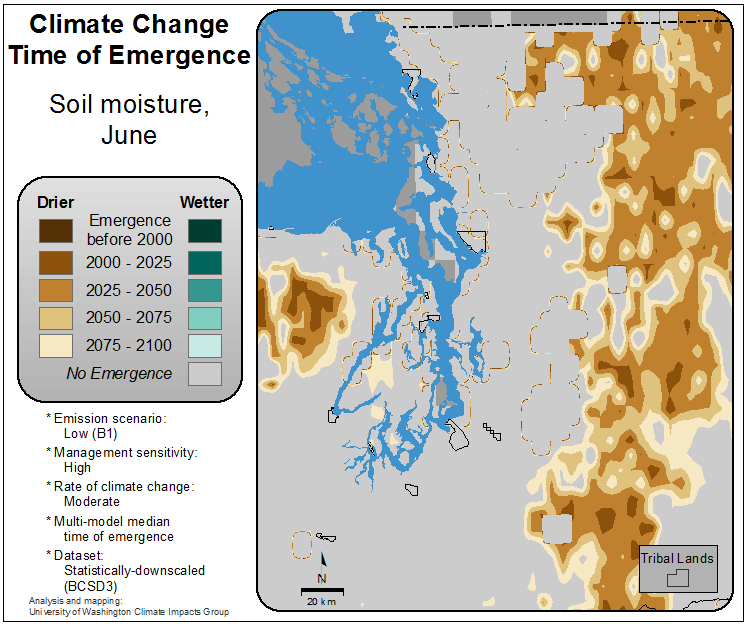 Climate Change
Time of Emergence
Soil moisture,
June
Drier
Wetter
Emergence
before 2000
2000 - 2025
2025 - 2050
2050 - 2075
2075 - 2100
No Emergence
* Emission scenario:
Low (B1)
* Management sensitivity:
High
* Rate of climate change:
Moderate
* Multi-model median
time of emergence
* Dataset:
Statistically-downscaled
(BCSD3)
Analysis and mapping:
University of Washington Climate Impacts Group
N
20 km
Tribal Lands